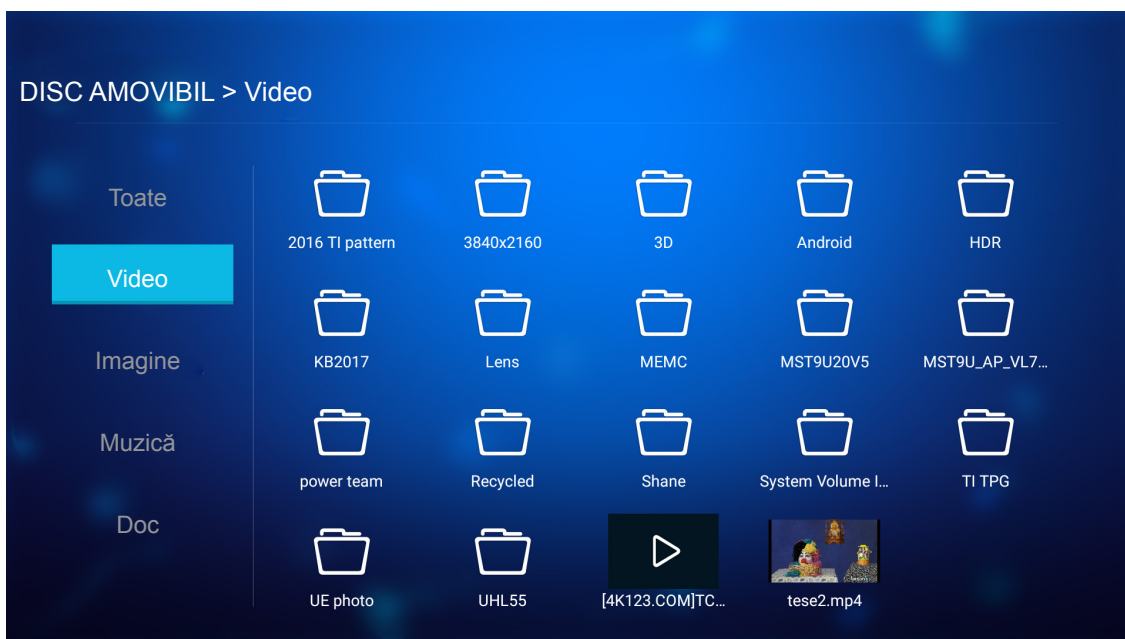 DISC AMOVIBIL > Video
Toate
Video
Imagine
Muzică
Doc
2016 TI pattern
3840x2160
3D
Android
HDR
KB2017
Lens
MEMC
MST9U20V5
MST9U_AP_VL7...
power team
Recycled
Shane
System Volume I...
TI TPG
UE photo
UHL55
[4K123.COM]TC...
tese2.mp4